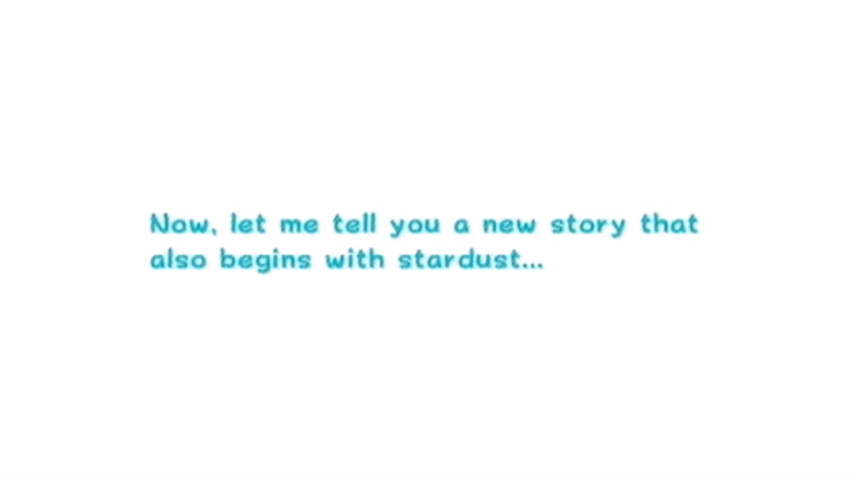 Now, let me tell you a new story that
also begins with stardust...